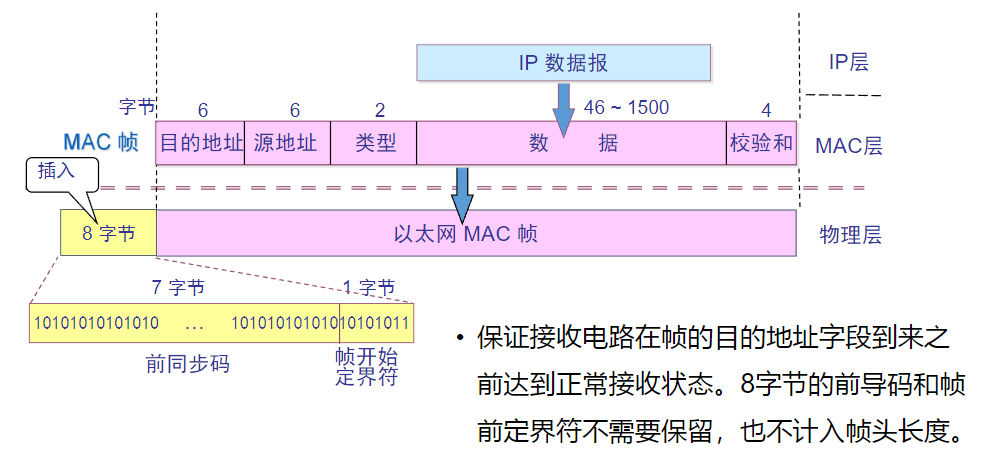 IP 数据报
IP层
字节
6
6
2
46 ~ 1500
4
MAC 帧
目的地址
源地址
类型
数 据
校验和
MAC层
插入
8 字节
以太网 MAC 帧
物理层
7 字节
1 字节
10101010101010 ... 10101010101010101011
前同步码
帧开始
定界符
• 保证接收电路在帧的目的地址字段到来之
前达到正常接收状态。8字节的前导码和帧
前定界符不需要保留，也不计入帧头长度。